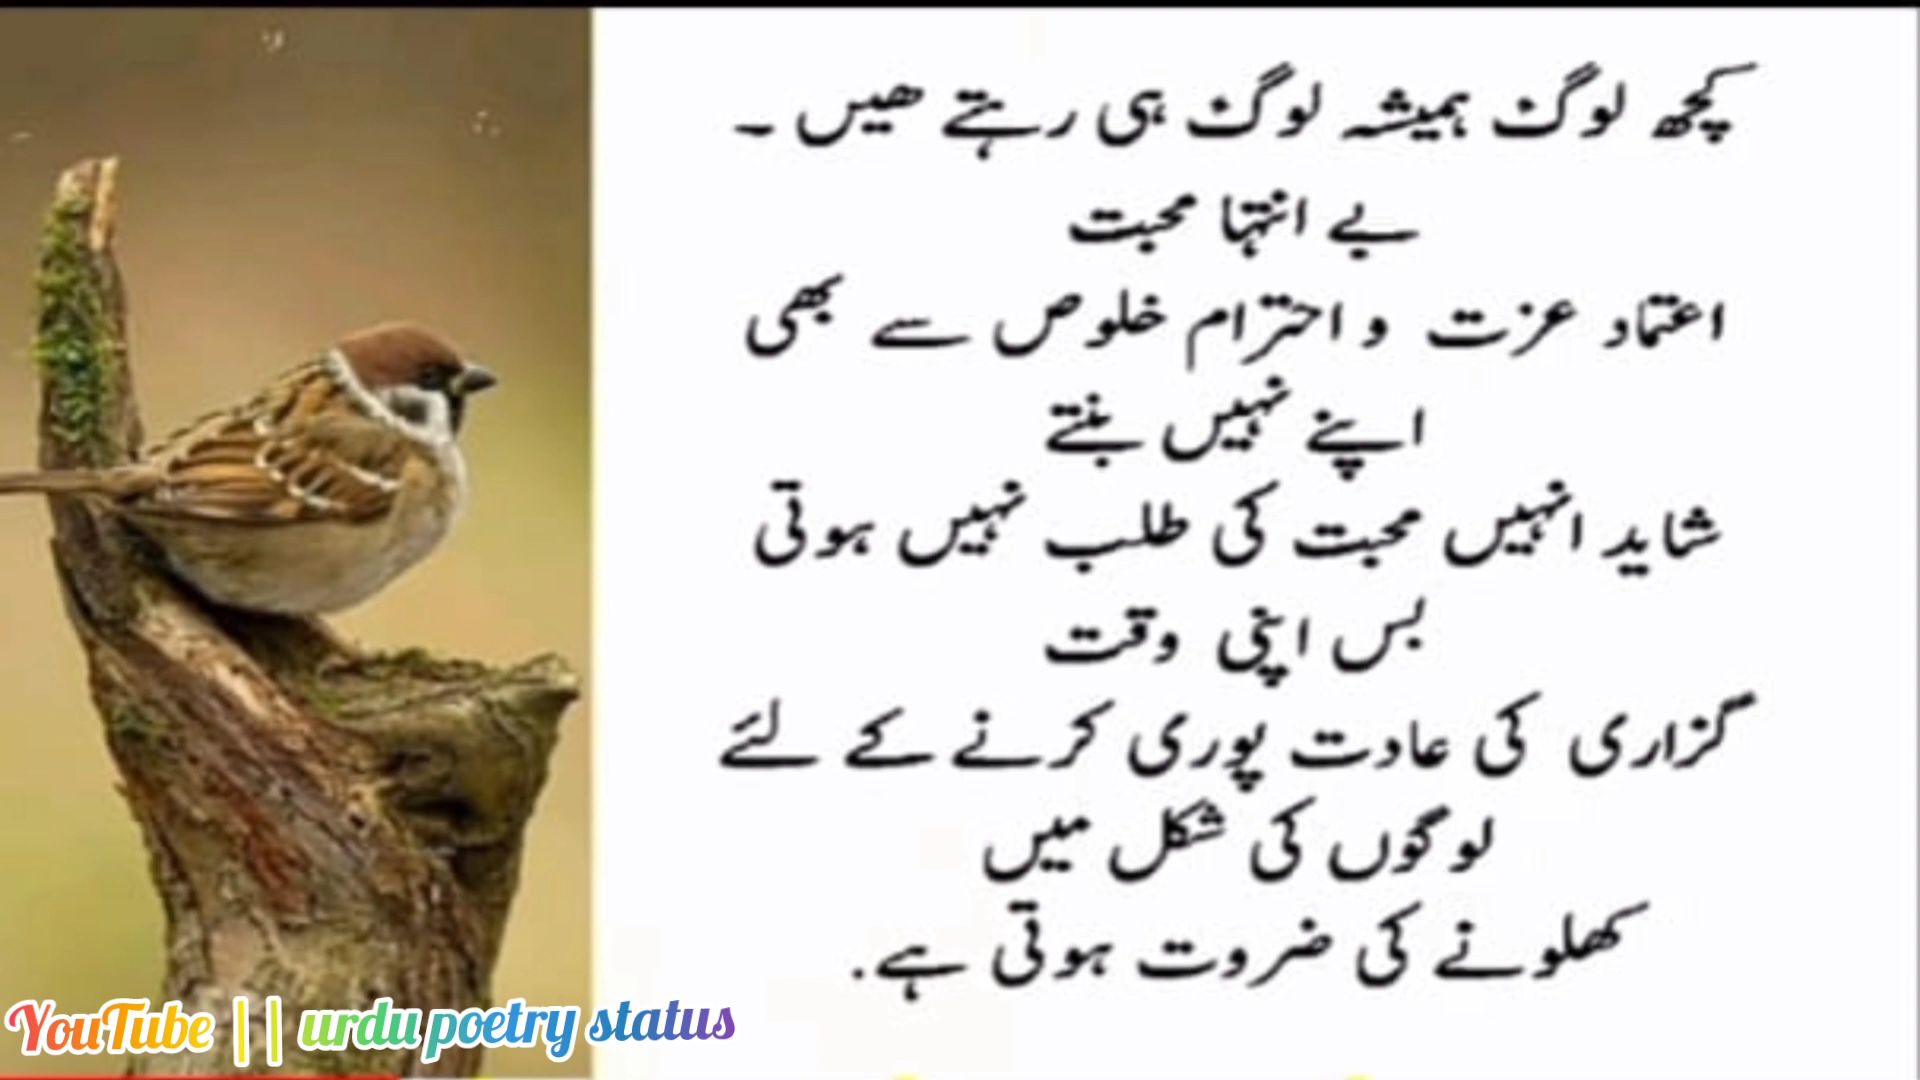 کچھ لوگ ہمیشہ لوگ ہی رہتے ھیں ۔
بے انتہا محبت
اعتماد عزت و احترام خلوص سے بھی
اپنے نہیں بنتے
شاید انہیں محبت کی طلب نہیں ہوتی
بس اپنی وقت
گزاری کی عادت پوری کرنے کے لئے
لوگوں کی شکل میں
کھلونے کی ضروت ہوتی ہے.
YouTube || urdu poetry status